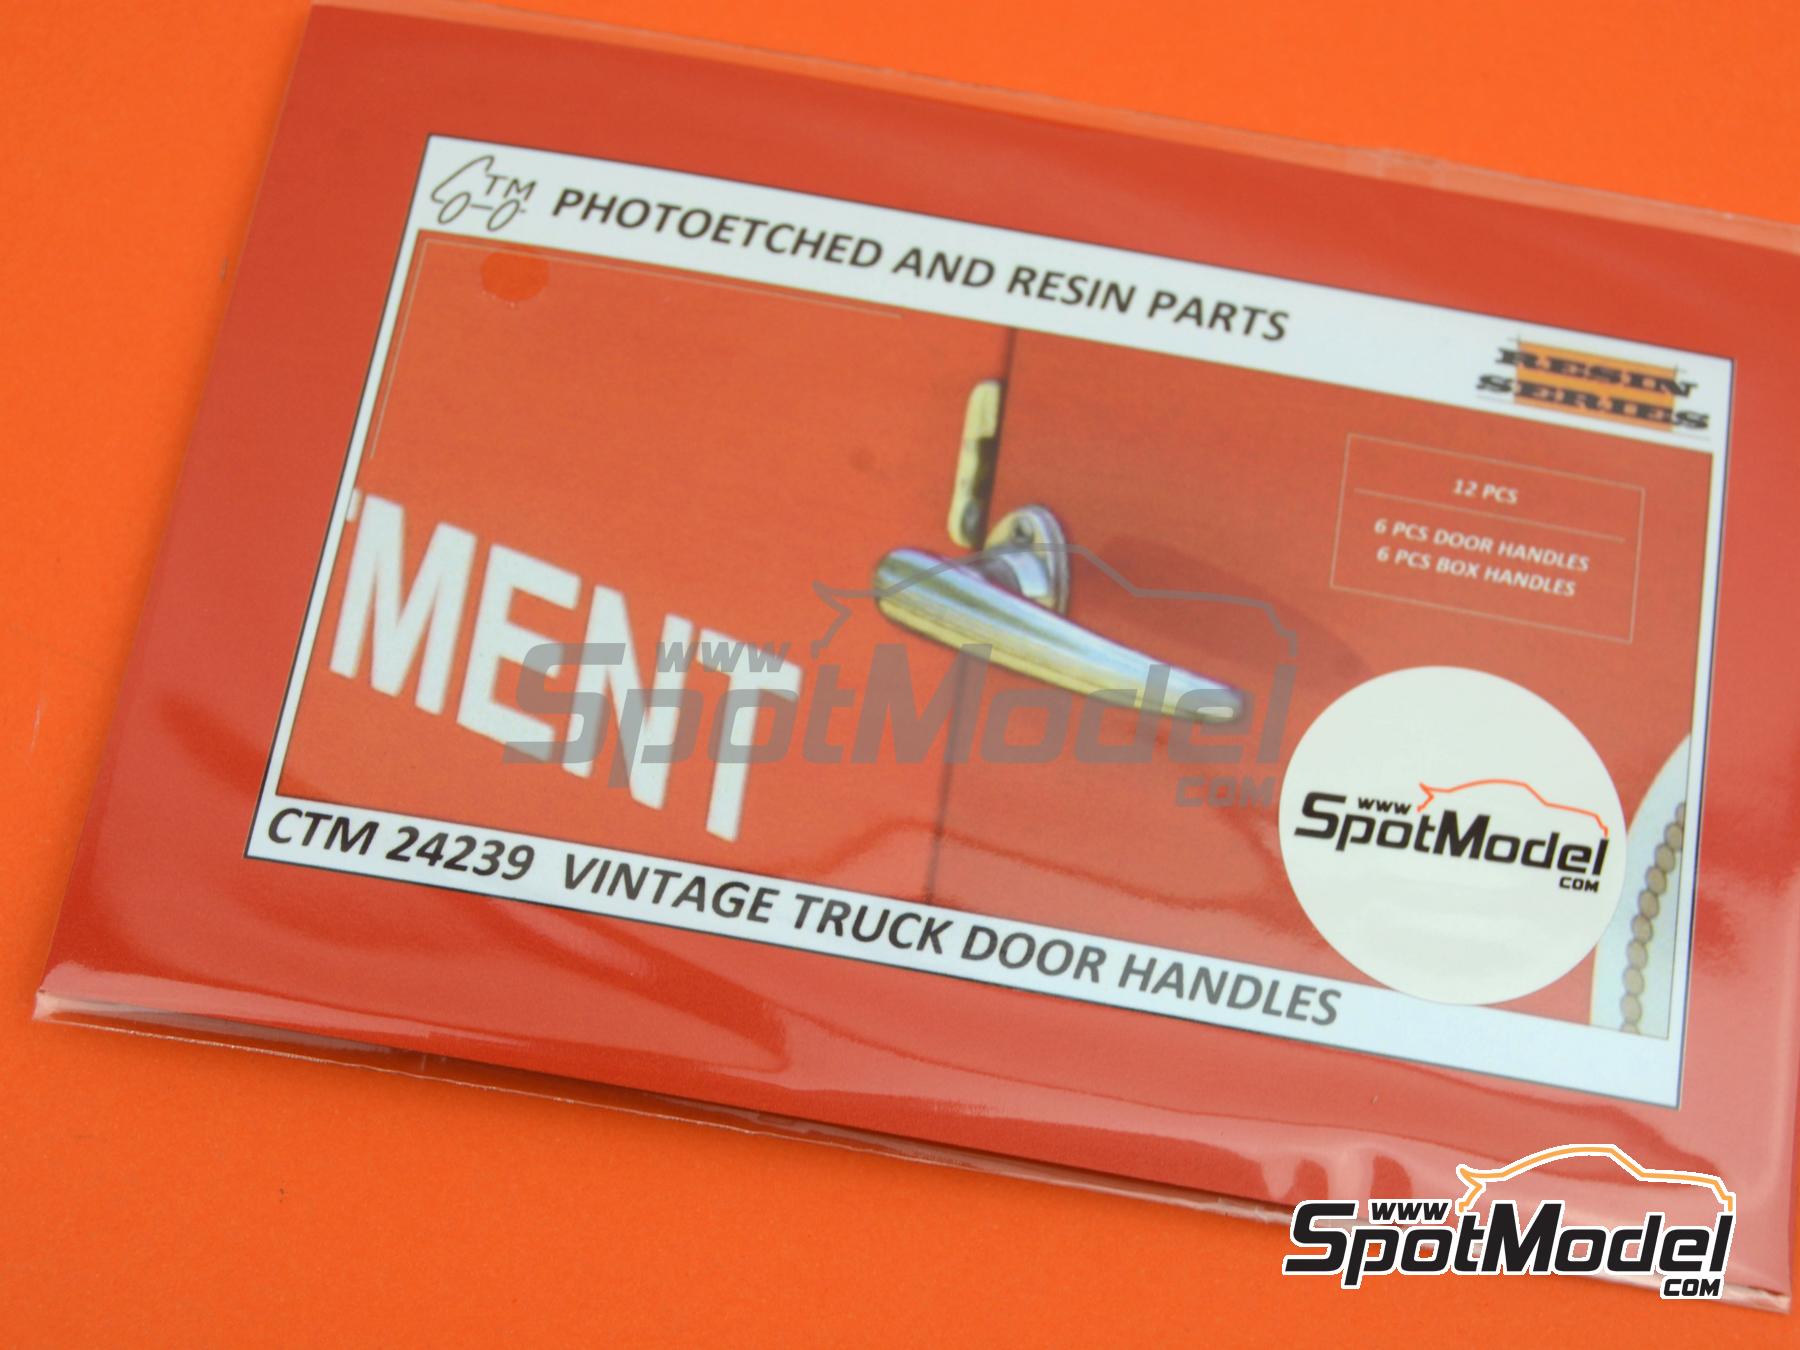 CTM PHOTOETCHED AND RESIN PARTS
RESIN
SERIES
12 PCS
6 PCS DOOR HANDLES
6 PCS BOX HANDLES
'MENT
www
SpotModel
COM
www
SpotModel
COM
CTM 24239 VINTAGE TRUCK DOOR HANDLES
www
SpotModel
COM